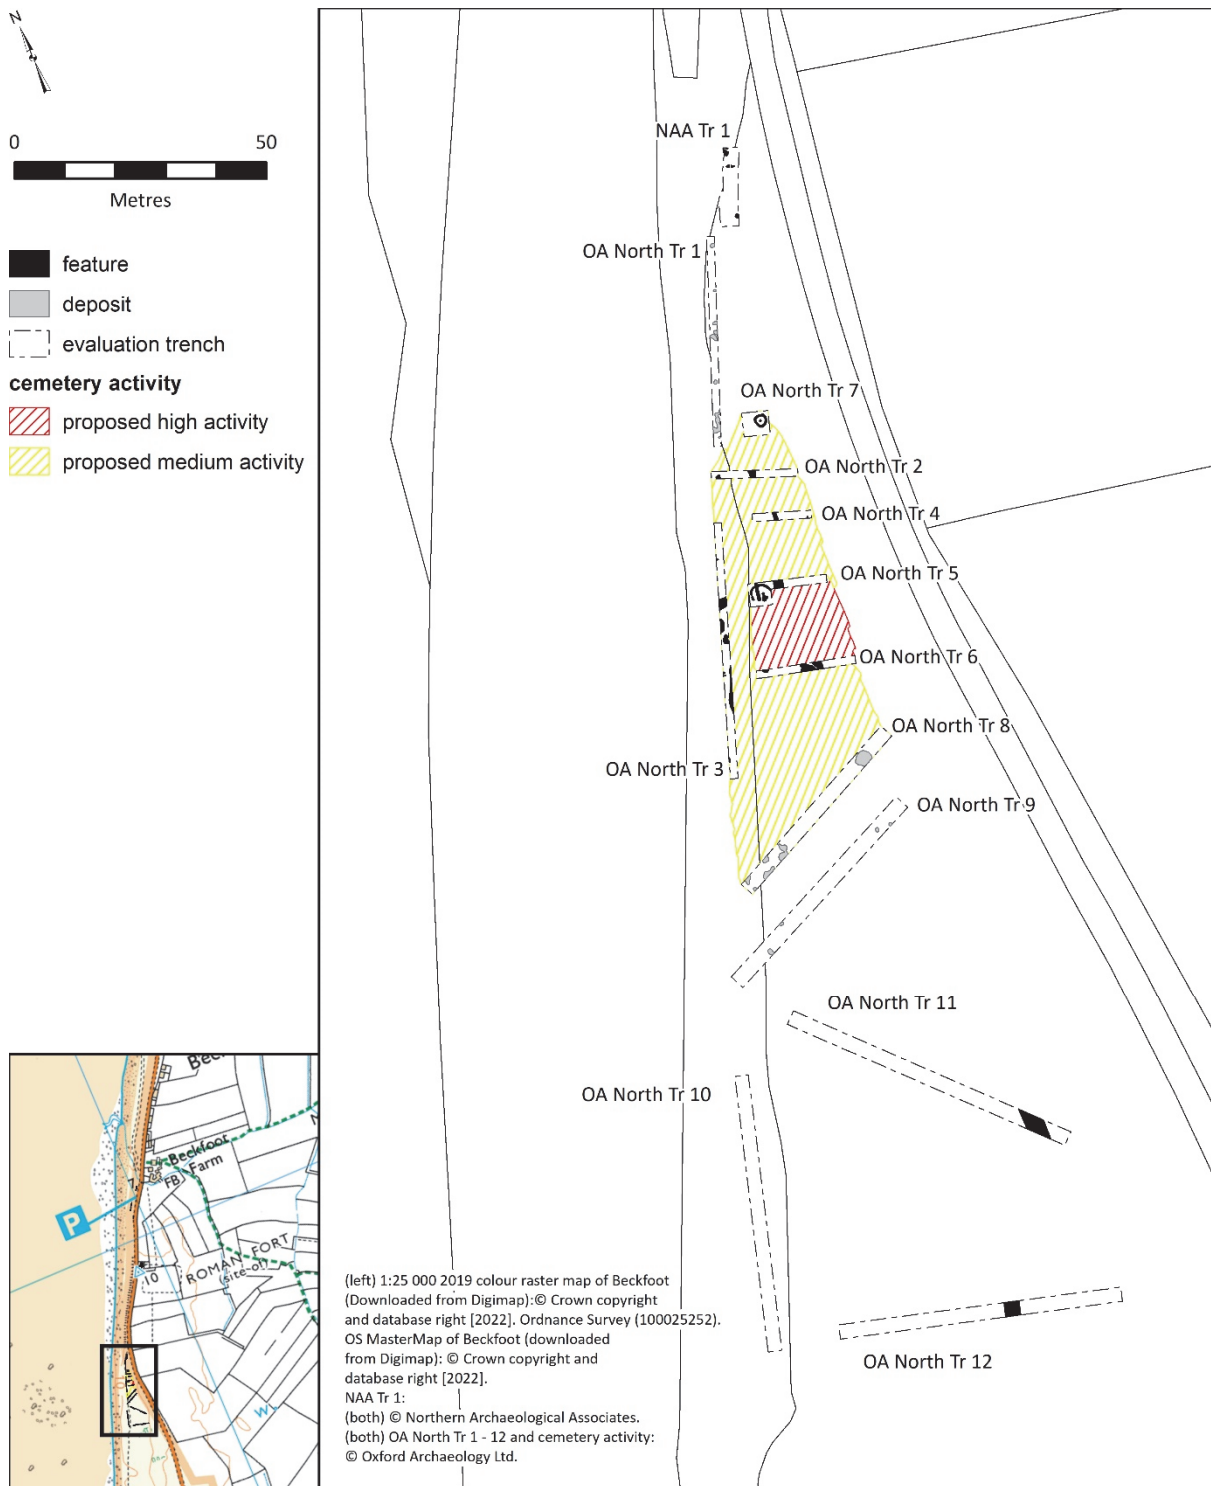 N
0 50
Metres
feature
deposit
evaluation trench
cemetery activity
proposed high activity
proposed medium activity
NAA Tr 1
OA North Tr 1
OA North Tr 7
OA North Tr 2
OA North Tr 4
OA North Tr 5
OA North Tr 6
OA North Tr 8
OA North Tr 3
OA North Tr 9
OA North Tr 11
OA North Tr 10
OA North Tr 12
Beckfoot
Farm
FB
7
P
ROMAN FORT
(site of)
10
(left) 1:25 000 2019 colour raster map of Beckfoot
(Downloaded from Digimap):© Crown copyright
and database right [2022]. Ordnance Survey (100025252).
OS MasterMap of Beckfoot (downloaded
from Digimap): © Crown copyright and
database right [2022].
NAA Tr 1:
(both) © Northern Archaeological Associates.
(both) OA North Tr 1 - 12 and cemetery activity:
© Oxford Archaeology Ltd.